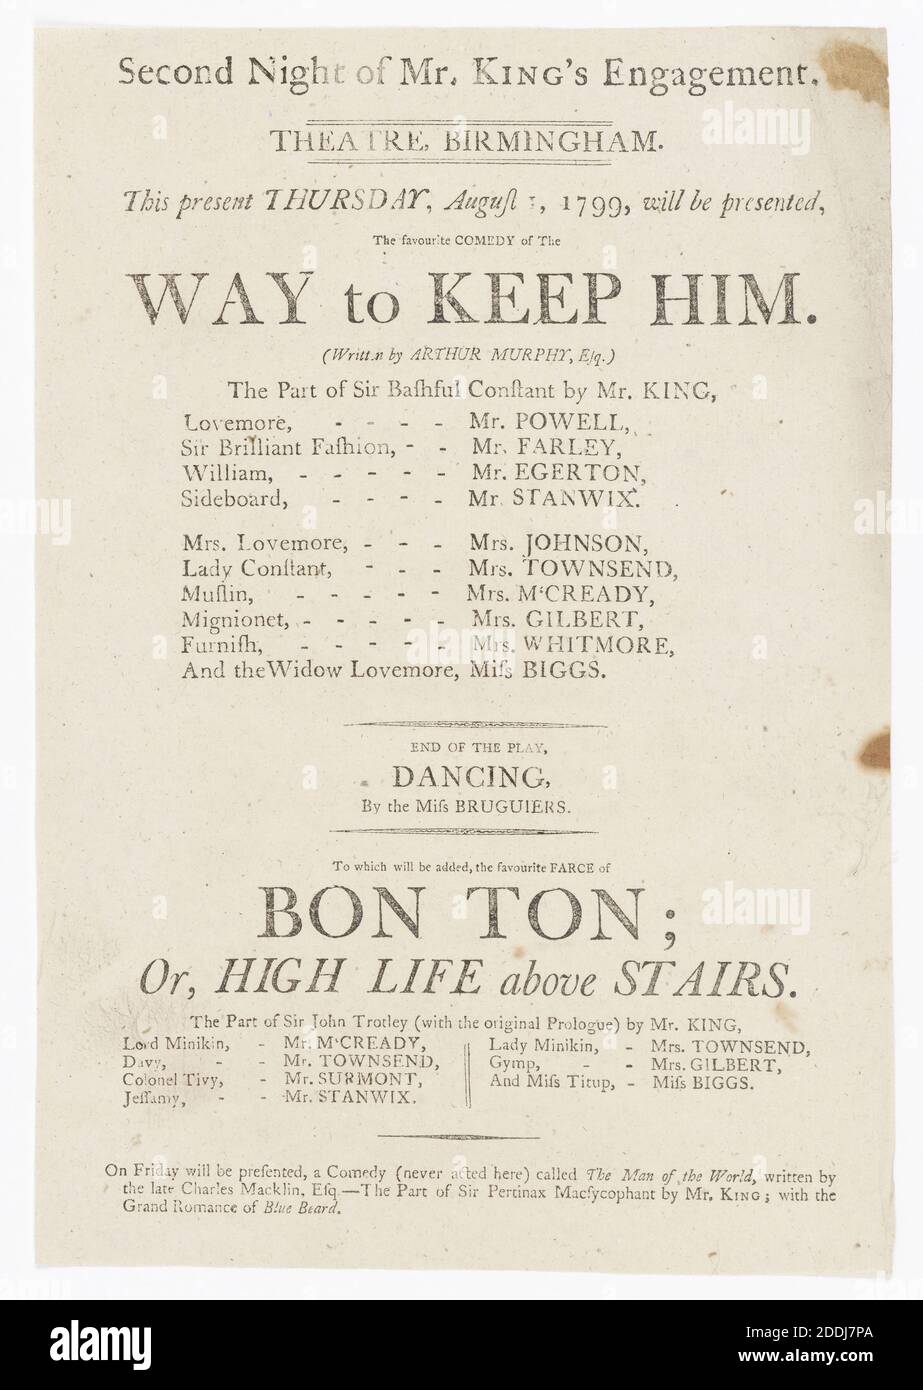 Second Night of Mr. KING's Engagement.
THEATRE, BIRMINGHAM.
This present THURSDAY, Auguſt 1, 1799, will be presented,
The favourite COMEDY of The
WAY to KEEP HIM.
(Written by ARTHUR MURPHY, Eſq.)
The Part of Sir Baſhful Conſtant by Mr. KING,
Lovemore, - - - - Mr. POWELL,
Sir Brilliant Faſhion, - - Mr. FARLEY,
William, - - - - - Mr. EGERTON,
Sideboard, - - - - Mr. STANWIX.
Mrs. Lovemore, - - - Mrs. JOHNSON,
Lady Conſtant, - - - Mrs. TOWNSEND,
Muſlin, - - - - - Mrs. M'CREADY,
Mignionet, - - - - - Mrs. GILBERT,
Furniſh, - - - - - Mrs. WHITMORE,
And the Widow Lovemore, Miſs BIGGS.
END OF THE PLAY,
DANCING,
By the Miſs BRUGUIERS.
To which will be added, the favourite FARCE of
BON TON;
Or, HIGH LIFE above STAIRS.
The Part of Sir John Trotley (with the original Prologue) by Mr. KING,
Lord Minikin, - Mr. M'CREADY, Lady Minikin, - Mrs. TOWNSEND,
Davy, - - Mr. TOWNSEND, Gymp, - - Mrs. GILBERT,
Colonel Tivy, - Mr. SURMONT, And Miſs Titup, - Miſs BIGGS.
Jeſſamy, - - Mr. STANWIX.
On Friday will be preſented, a Comedy (never acted here) called The Man of the World, written by
the late Charles Macklin, Eſq.—The Part of Sir Pertinax Macſycophant by Mr. KING; with the
Grand Romance of Blue Beard.
alamy
Image ID: 2DDJ7PA
www.alamy.com